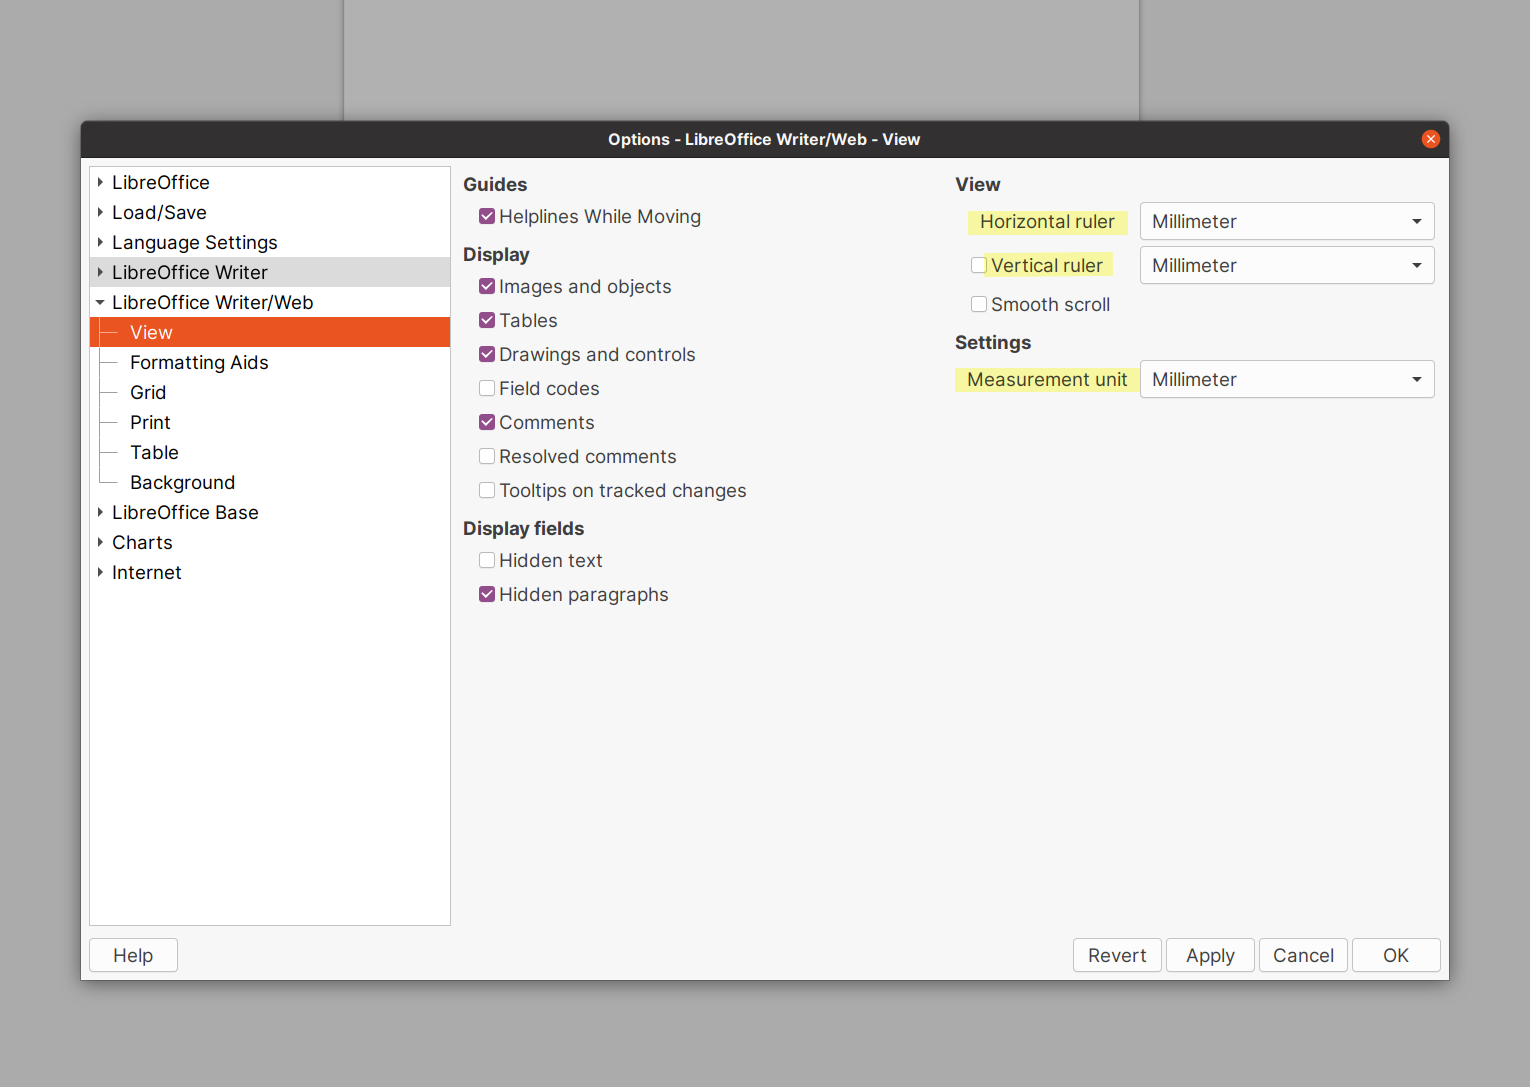 Options - LibreOffice Writer/Web - View
LibreOffice
Load/Save
Language Settings
LibreOffice Writer
LibreOffice Writer/Web
View
Formatting Aids
Grid
Print
Table
Background
LibreOffice Base
Charts
Internet
Guides
Helplines While Moving
Display
Images and objects
Tables
Drawings and controls
Field codes
Comments
Resolved comments
Tooltips on tracked changes
Display fields
Hidden text
Hidden paragraphs
View
Horizontal ruler Millimeter
Vertical ruler Millimeter
Smooth scroll
Settings
Measurement unit Millimeter
Help Revert Apply Cancel OK